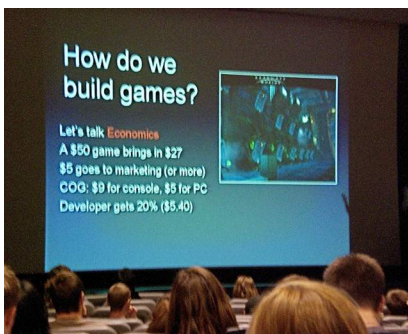 How do we
build games?
Let's talk Economics
A $50 game brings in $27
$5 goes to marketing (or more)
COG: $9 for console, $5 for PC
Developer gets 20% ($5.40)